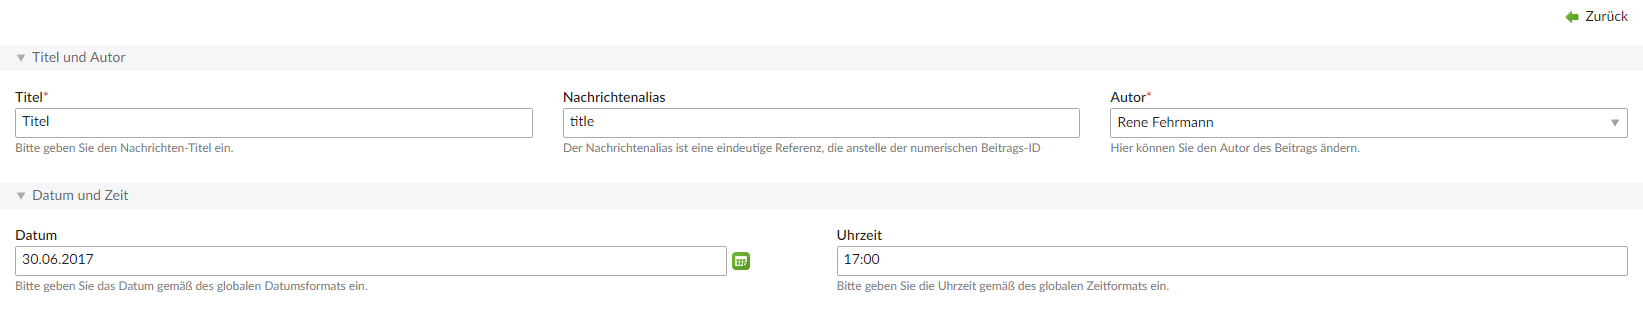 Zurück
Titel und Autor
Titel* Nachrichtenalias Autor*
Titel title Rene Fehrmann
Bitte geben Sie den Nachrichten-Titel ein. Der Nachrichtenalias ist eine eindeutige Referenz, die anstelle der numerischen Beitrags-ID Hier können Sie den Autor des Beitrags ändern.
Datum und Zeit
Datum Uhrzeit
30.06.2017 17:00
Bitte geben Sie das Datum gemäß des globalen Datumsformats ein. Bitte geben Sie die Uhrzeit gemäß des globalen Zeitformats ein.